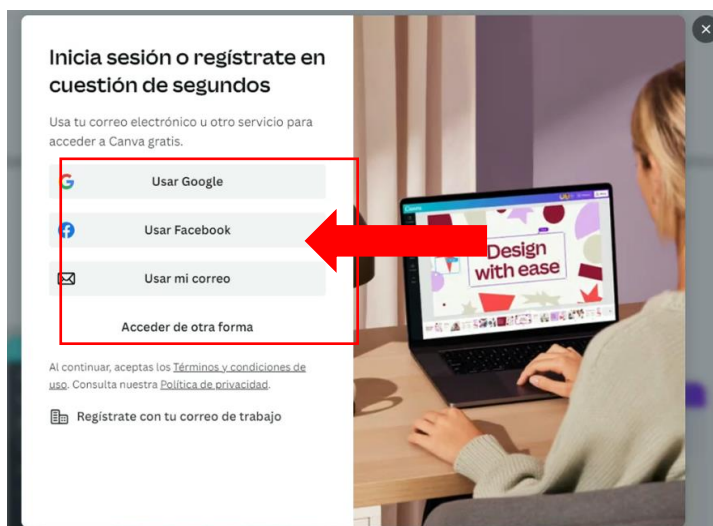 Inicia sesión o regístrate en
cuestión de segundos
Usa tu correo electrónico u otro servicio para
acceder a Canva gratis.
Usar Google
Usar Facebook
Usar mi correo
Acceder de otra forma
Al continuar, aceptas los Términos y condiciones de
uso. Consulta nuestra Política de privacidad.
Regístrate con tu correo de trabajo
Canva
Design
with ease